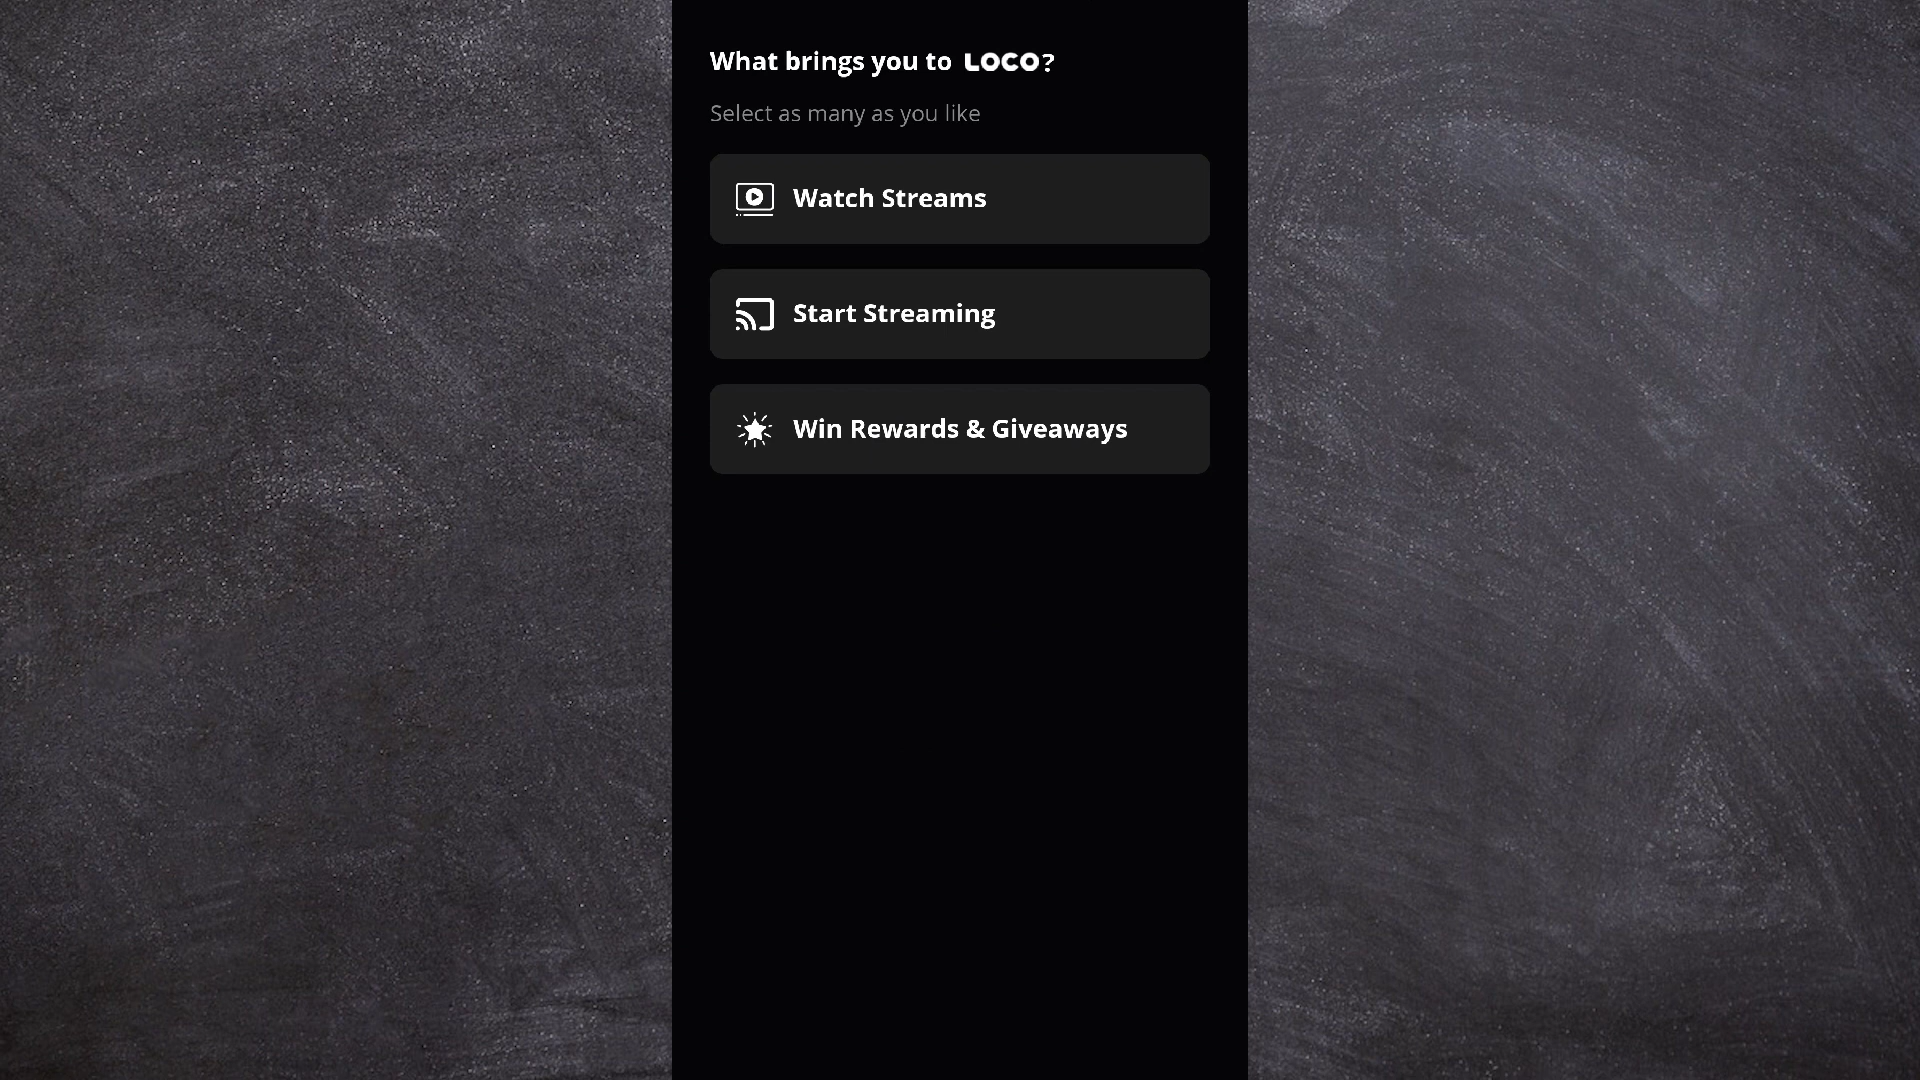 What brings you to LOCO?
Select as many as you like
Watch Streams
Start Streaming
Win Rewards & Giveaways